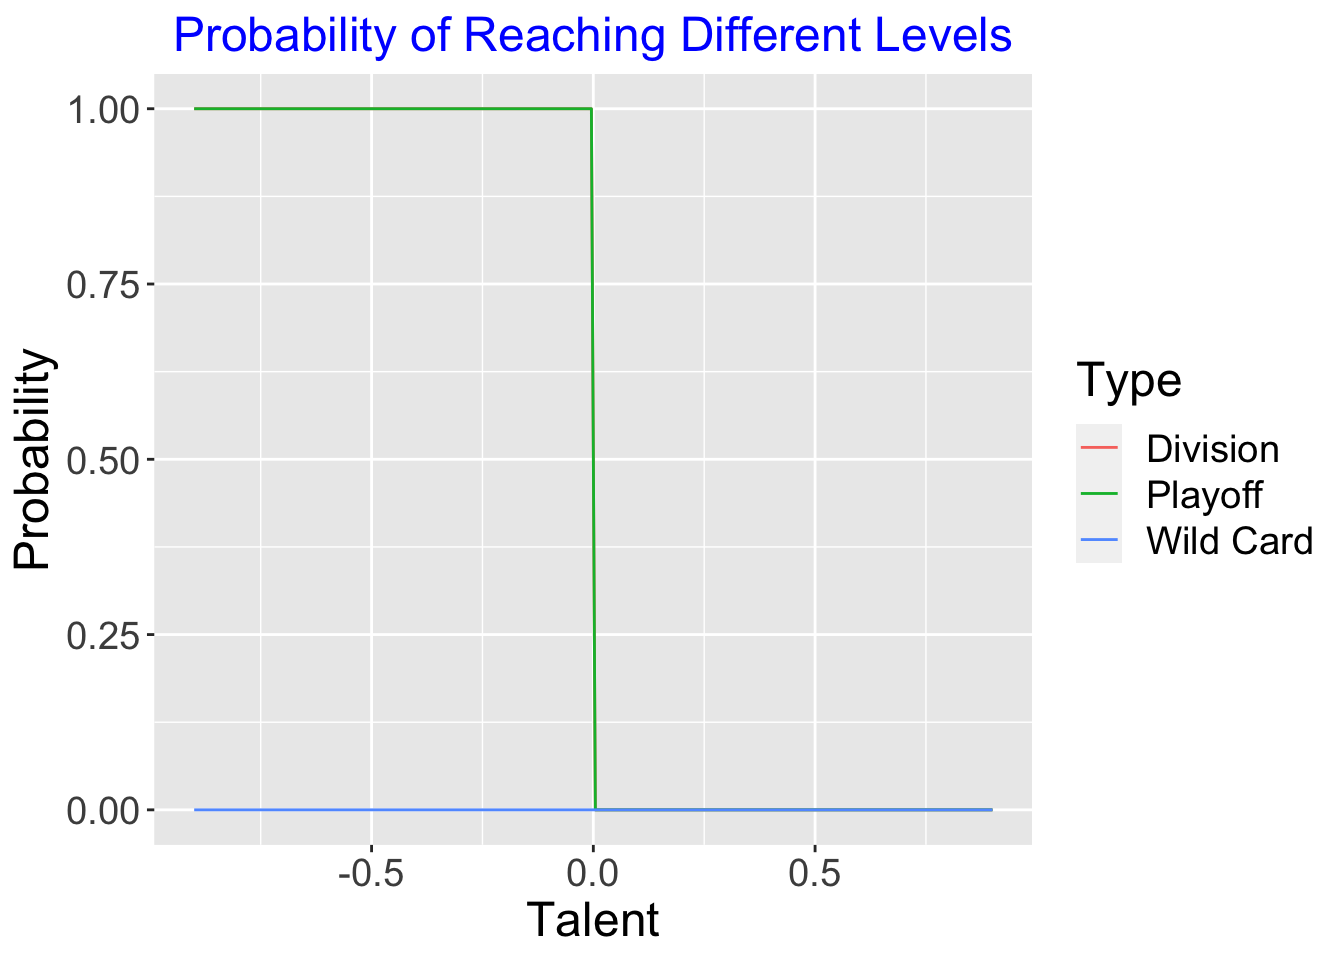 Probability of Reaching Different Levels
Probability
1.00
0.75
0.50
0.25
0.00
-0.5
0.0
0.5
Talent
Type
Division
Playoff
Wild Card